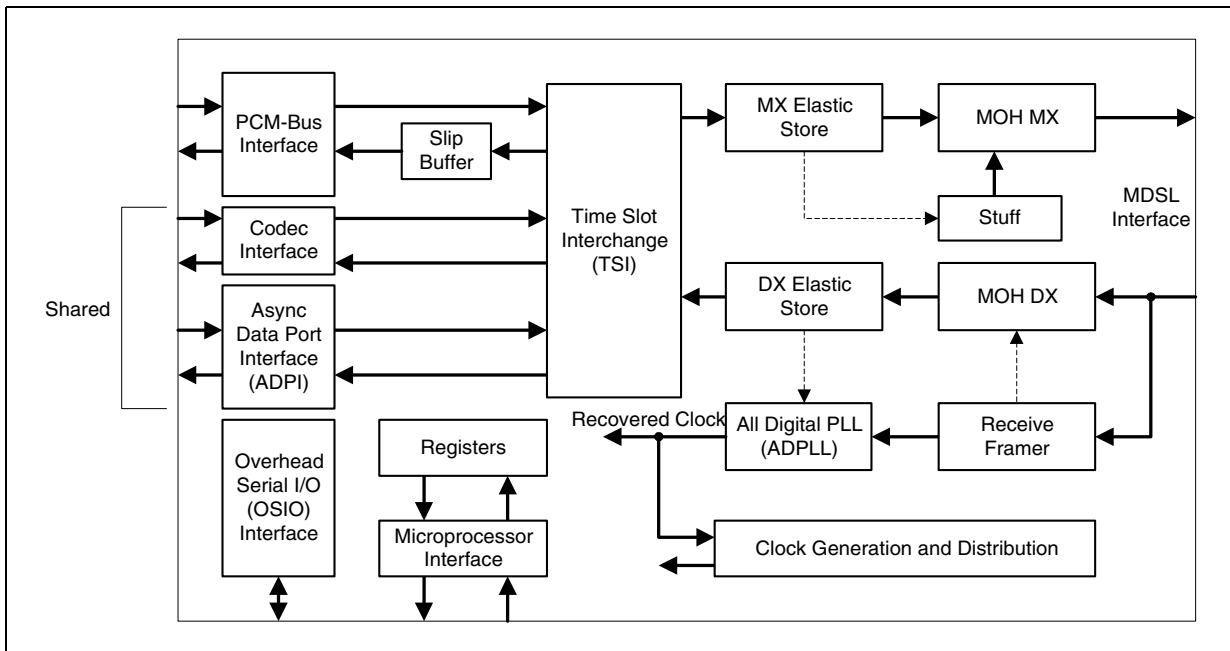 PCM-Bus
Interface
Slip
Buffer
Time Slot
Interchange
(TSI)
MX Elastic
Store
MOH MX
Stuff
MDSL
Interface
Shared
Codec
Interface
Async
Data Port
Interface
(ADPI)
DX Elastic
Store
MOH DX
Recovered Clock
All Digital PLL
(ADPLL)
Receive
Framer
Overhead
Serial I/O
(OSIO)
Interface
Registers
Microprocessor
Interface
Clock Generation and Distribution